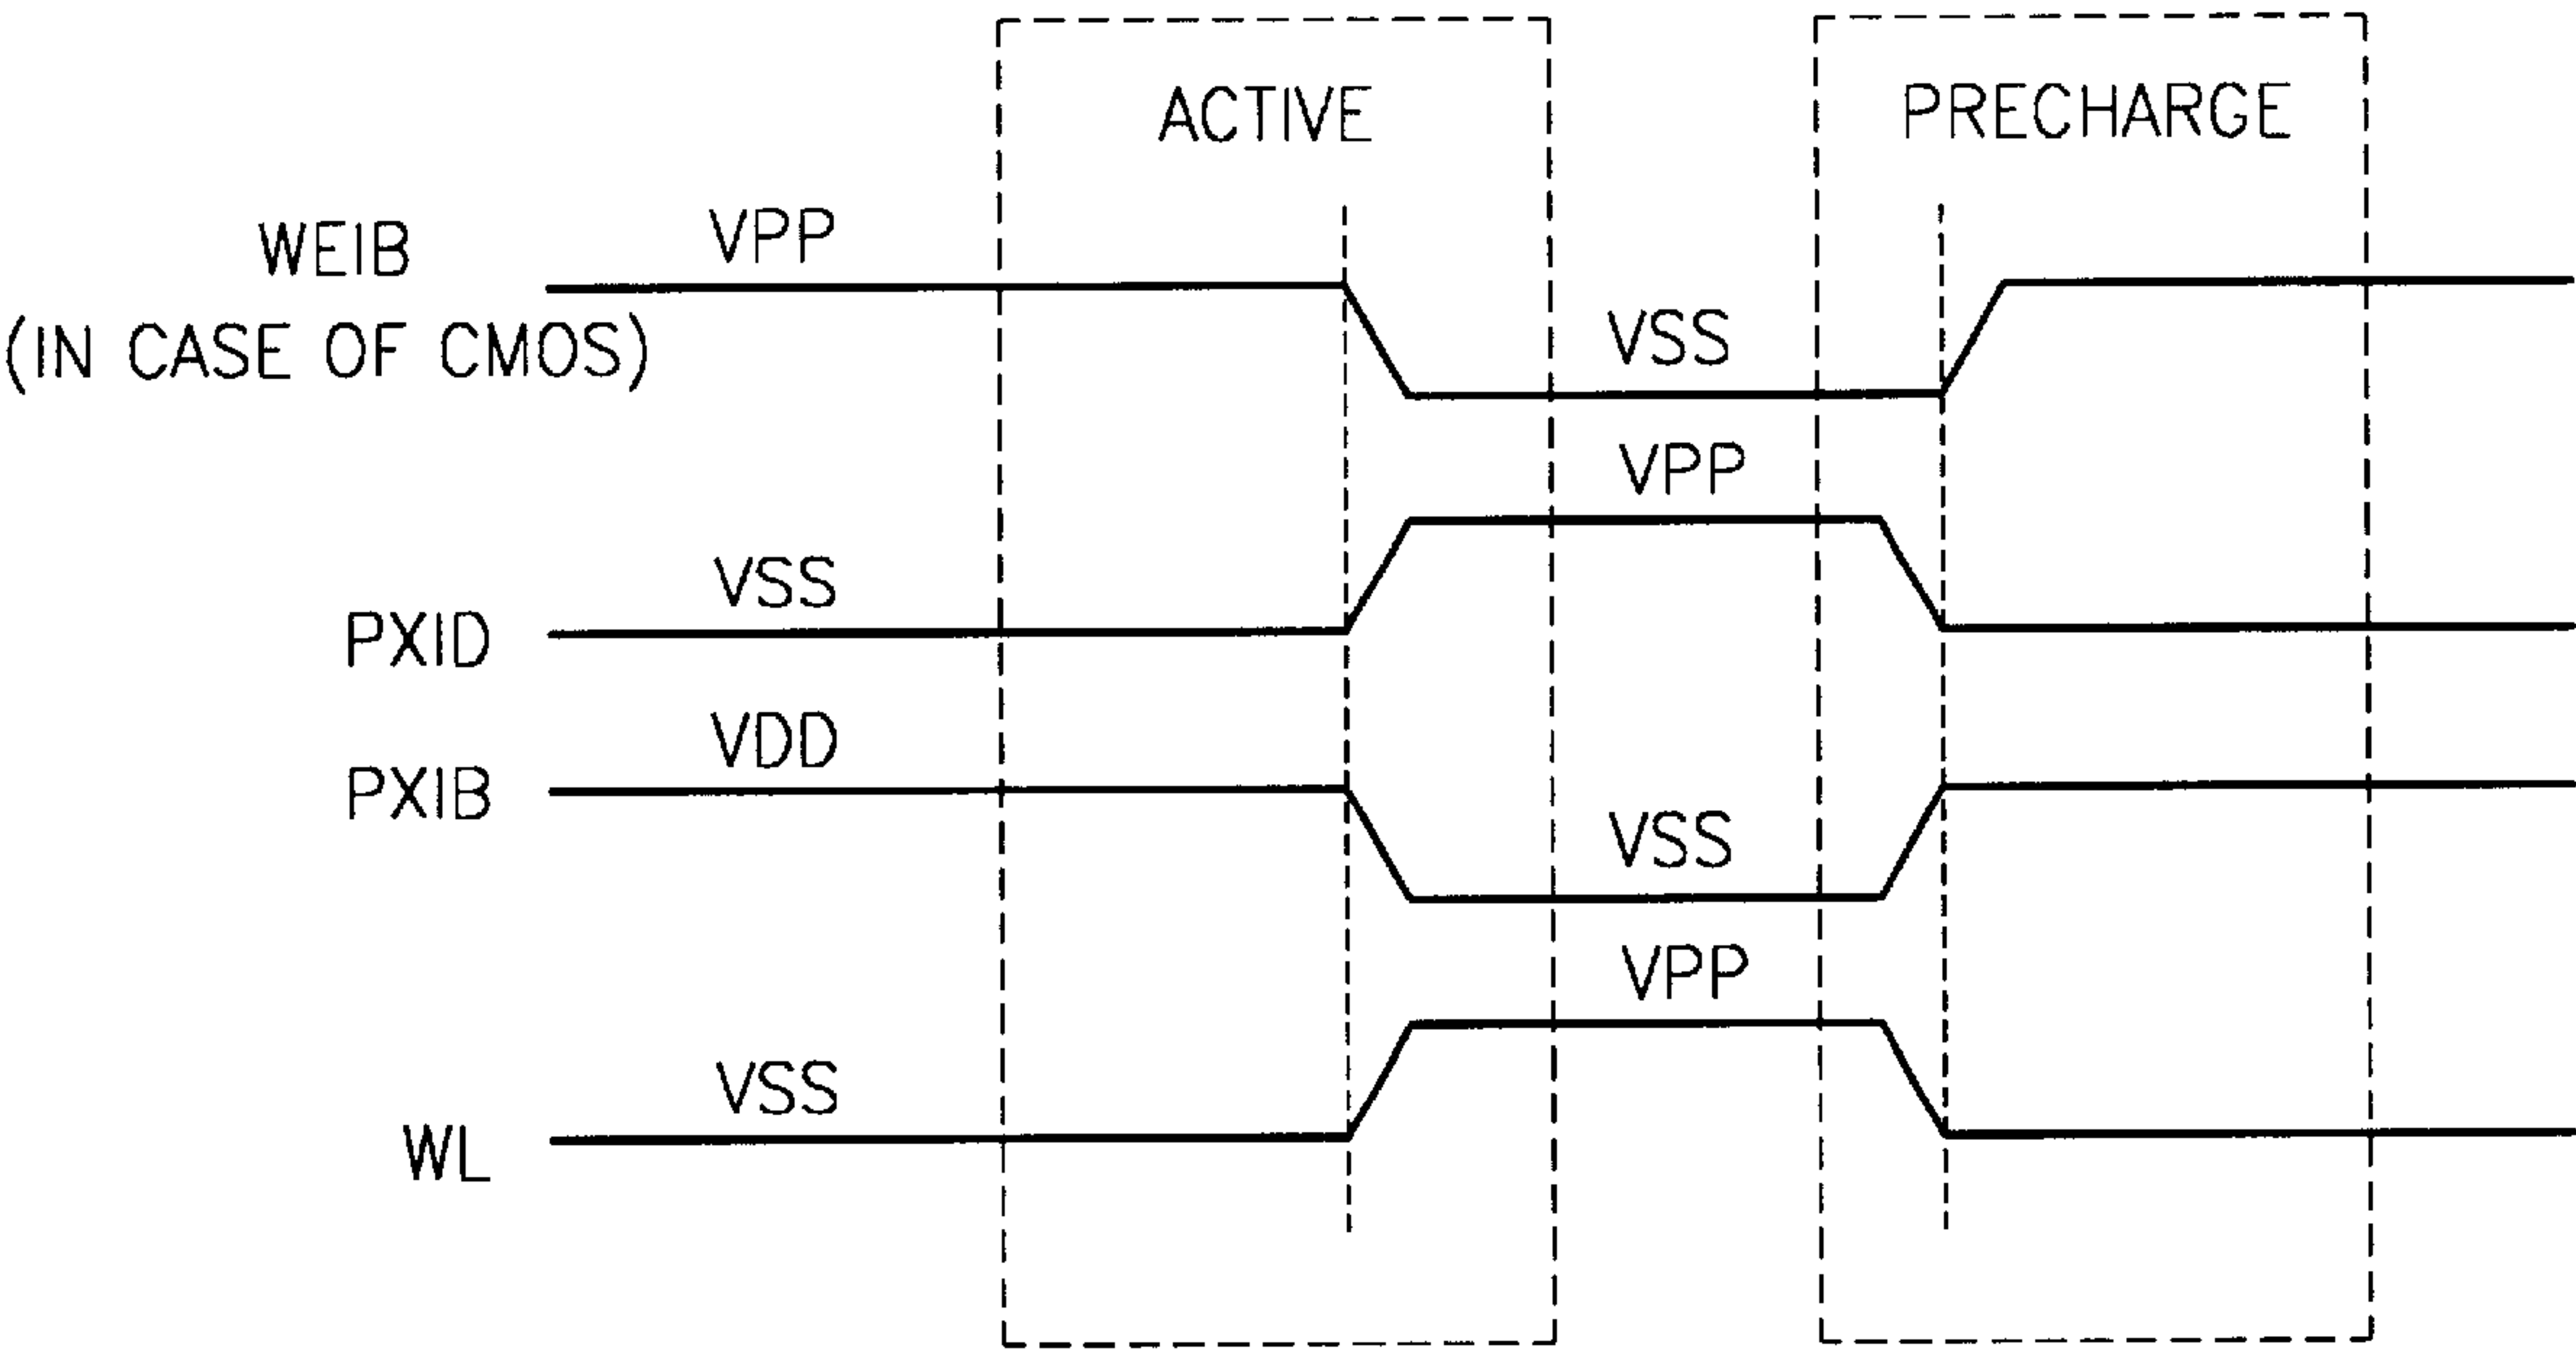 ACTIVE
PRECHARGE
WEIB
VPP
(IN CASE OF CMOS)
VSS
VPP
PXID
VSS
PXIB
VDD
VSS
VPP
WL
VSS